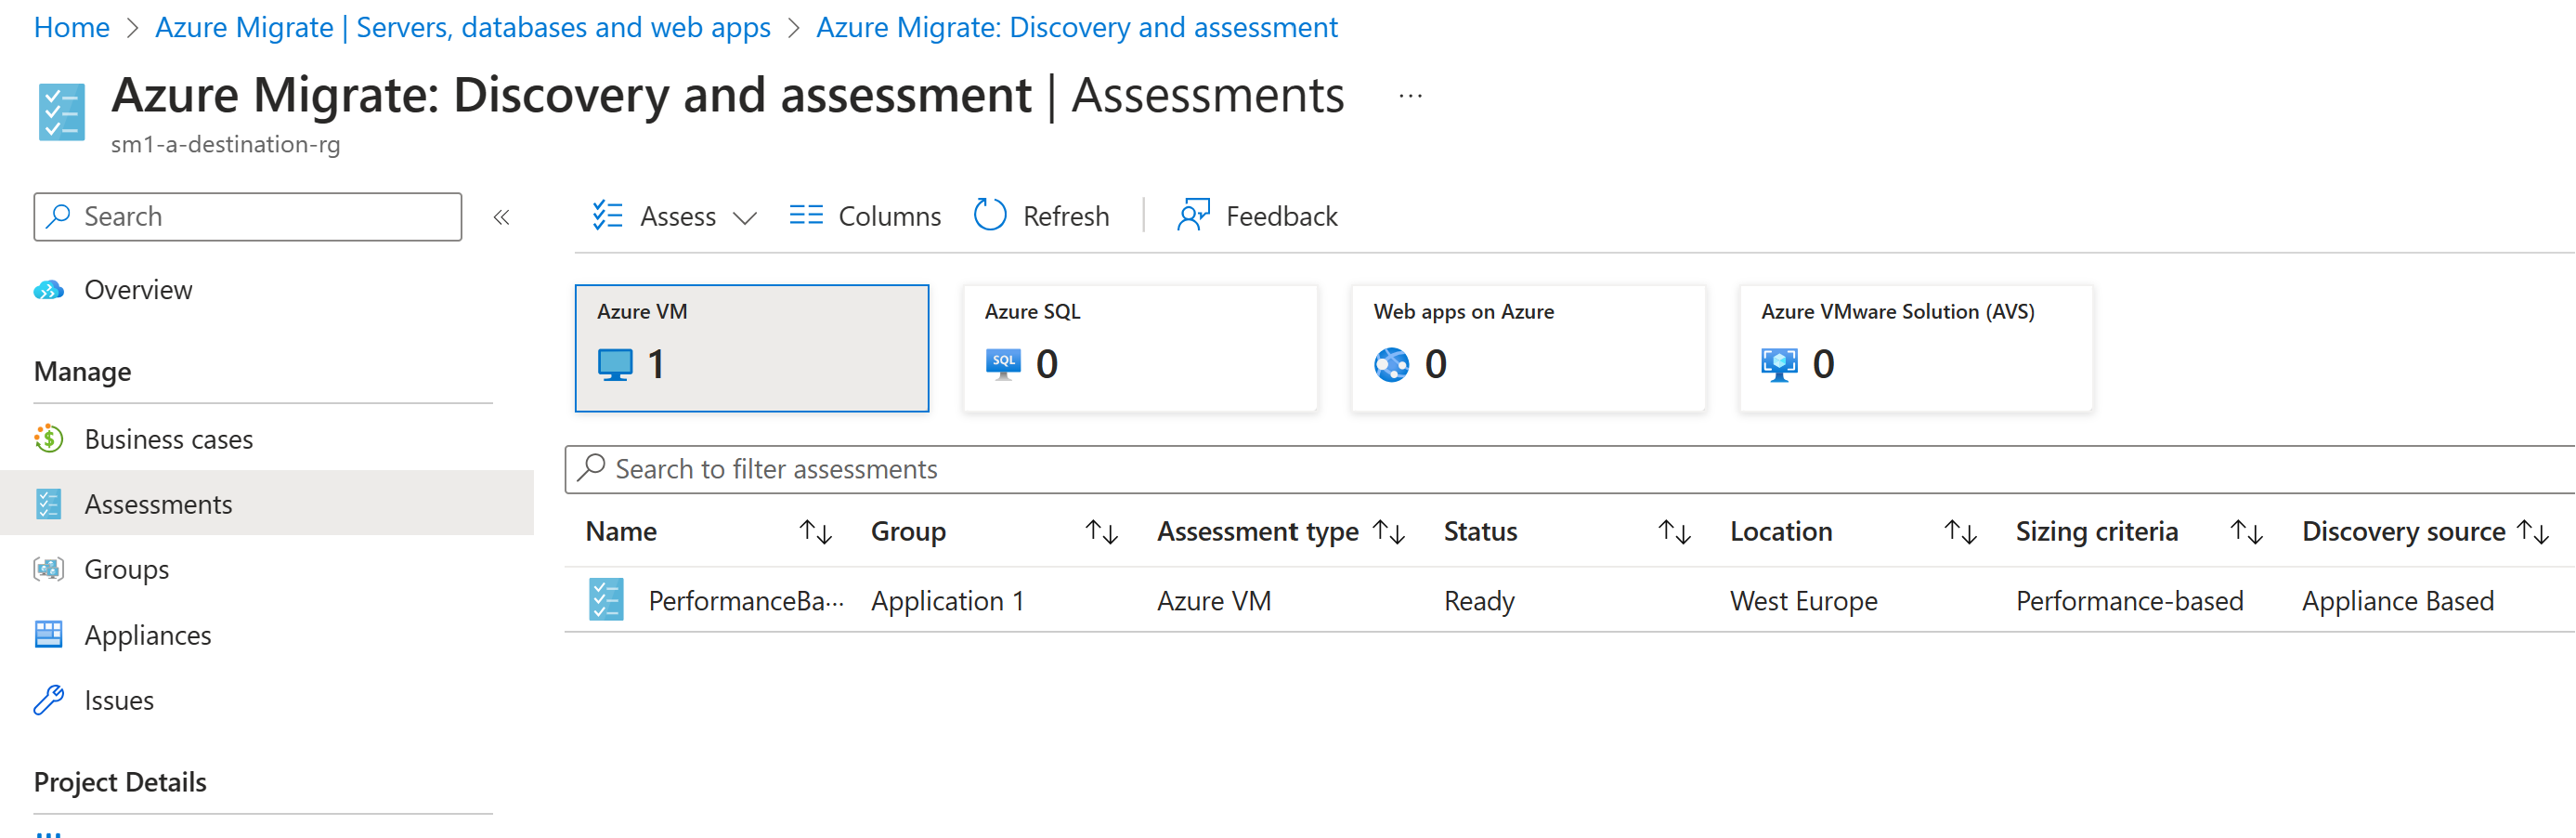 Home > Azure Migrate | Servers, databases and web apps > Azure Migrate: Discovery and assessment
Azure Migrate: Discovery and assessment | Assessments ...
sm1-a-destination-rg
Search «
Assess Columns Refresh Feedback
Overview
Manage
Business cases
Assessments
Groups
Appliances
Issues
Project Details
Azure VM
1
Azure SQL
SQL 0
Web apps on Azure
0
Azure VMware Solution (AVS)
0
Search to filter assessments
Name ↑↓ Group ↑↓ Assessment type ↑↓ Status ↑↓ Location ↑↓ Sizing criteria ↑↓ Discovery source ↑↓
PerformanceBa... Application 1 Azure VM Ready West Europe Performance-based Appliance Based